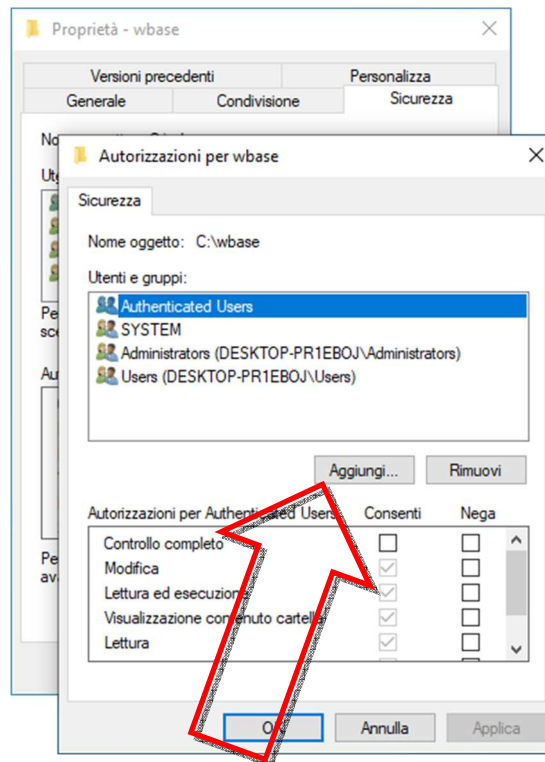 Proprietà - wbase
Versioni precedenti
Personalizza
Generale
Condivisione
Sicurezza
Autorizzazioni per wbase
Sicurezza
Nome oggetto: C:\wbase
Utenti e gruppi:
Authenticated Users
SYSTEM
Administrators (DESKTOP-PR1EBOJ\Administrators)
Users (DESKTOP-PR1EBOJ\Users)
Aggiungi...
Rimuovi
Autorizzazioni per Authenticated Users
Consenti
Nega
Controllo completo
Modifica
Lettura ed esecuzione
Visualizzazione contenuto cartella
Lettura
Annulla
Applica